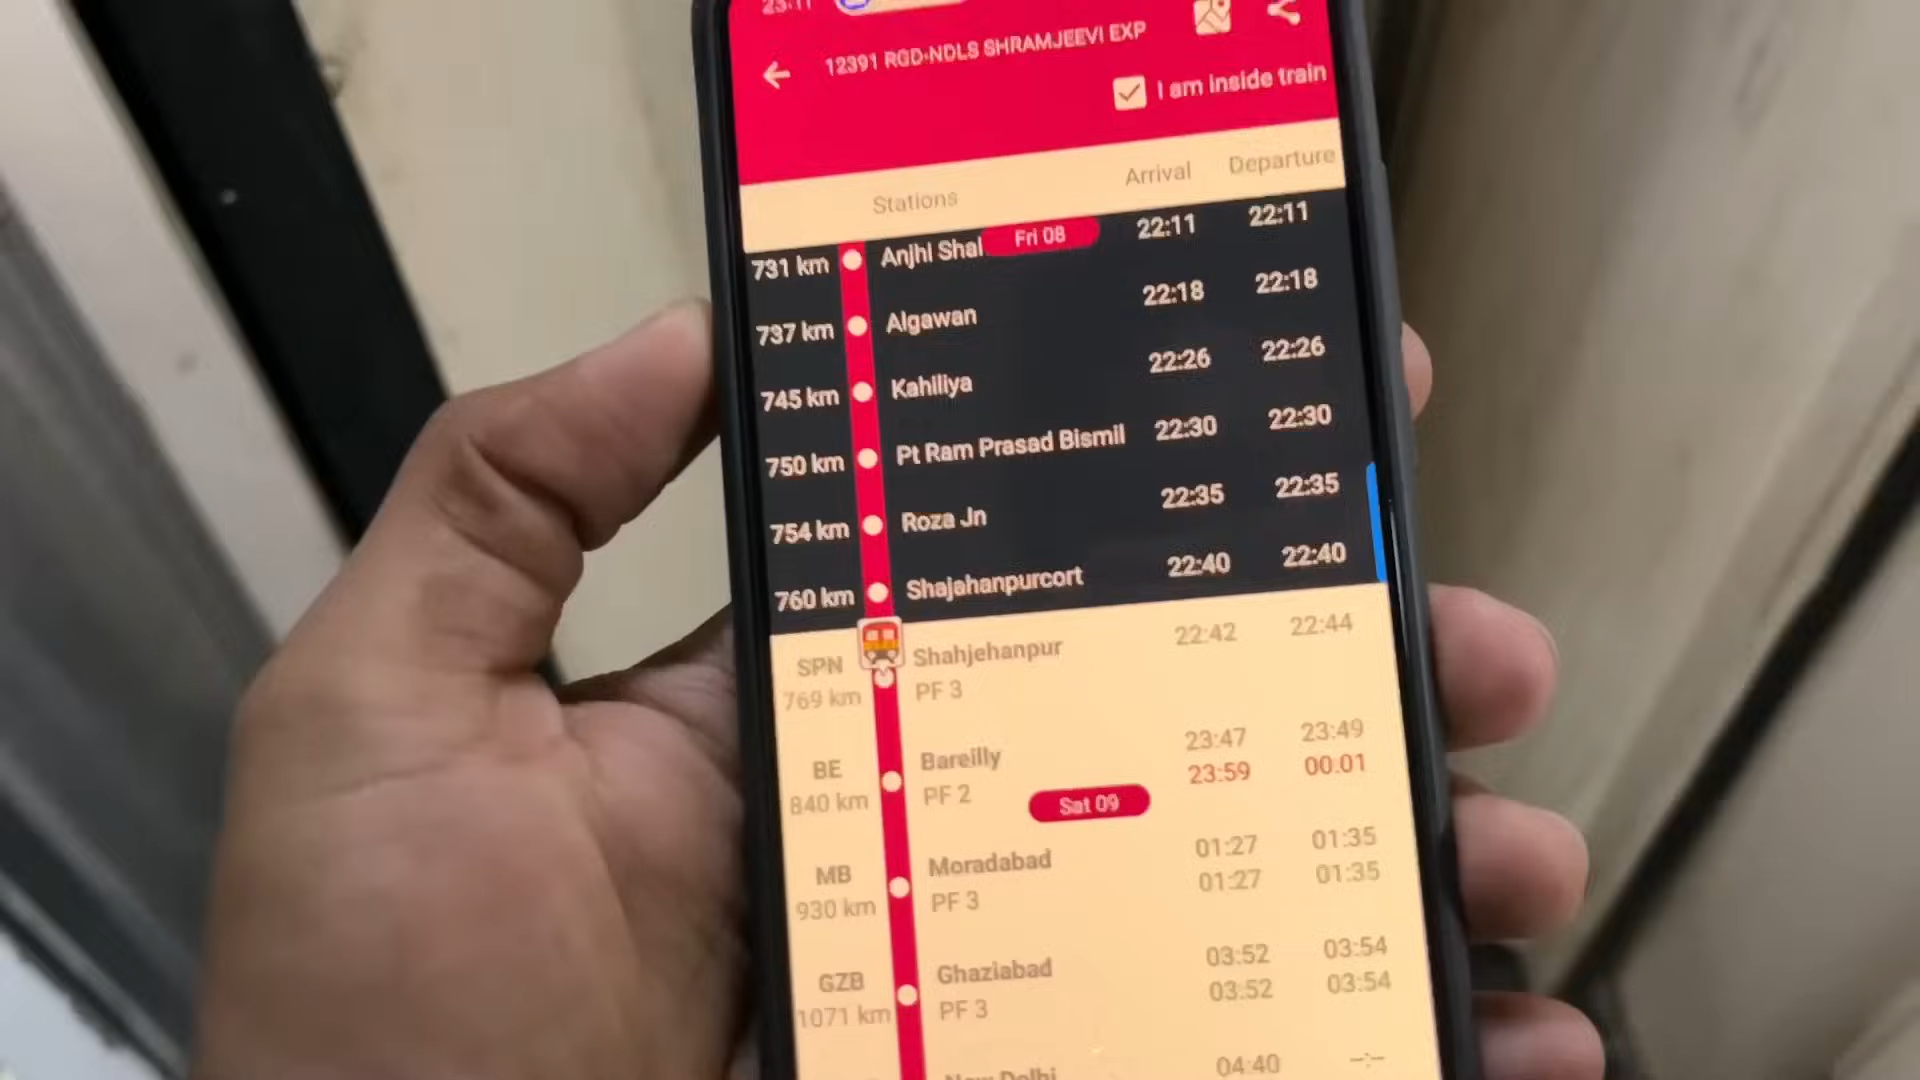 23:11
12391 RGD-NDLS SHRAMJEEVI EXP
I am inside train
Stations Arrival Departure
731 km Anjhi Shal Fri 08 22:11 22:11
737 km Algawan 22:18 22:18
745 km Kahiliya 22:26 22:26
750 km Pt Ram Prasad Bismil 22:30 22:30
754 km Roza Jn 22:35 22:35
760 km Shajahanpurcort 22:40 22:40
SPN Shahjehanpur 22:42 22:44
769 km PF 3
BE Bareilly 23:47 23:49
840 km PF 2 23:59 00.01
Sat 09
MB Moradabad 01:27 01:35
930 km PF 3 01:27 01:35
GZB Ghaziabad 03:52 03:54
1071 km PF 3 03:52 03:54
New Delhi 04:40 --:--